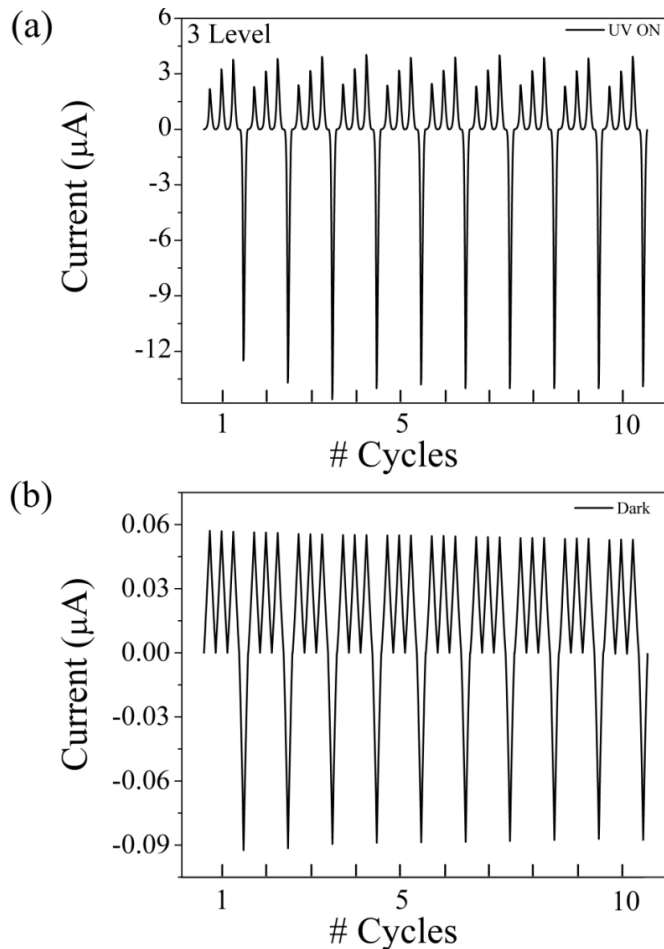 (a)
3 Level
UV ON
6
3
0
-3
-6
-9
-12
Current (μA)
1 5 10
# Cycles
(b)
Dark
0.06
0.03
0.00
-0.03
-0.06
-0.09
Current (μA)
1 5 10
# Cycles